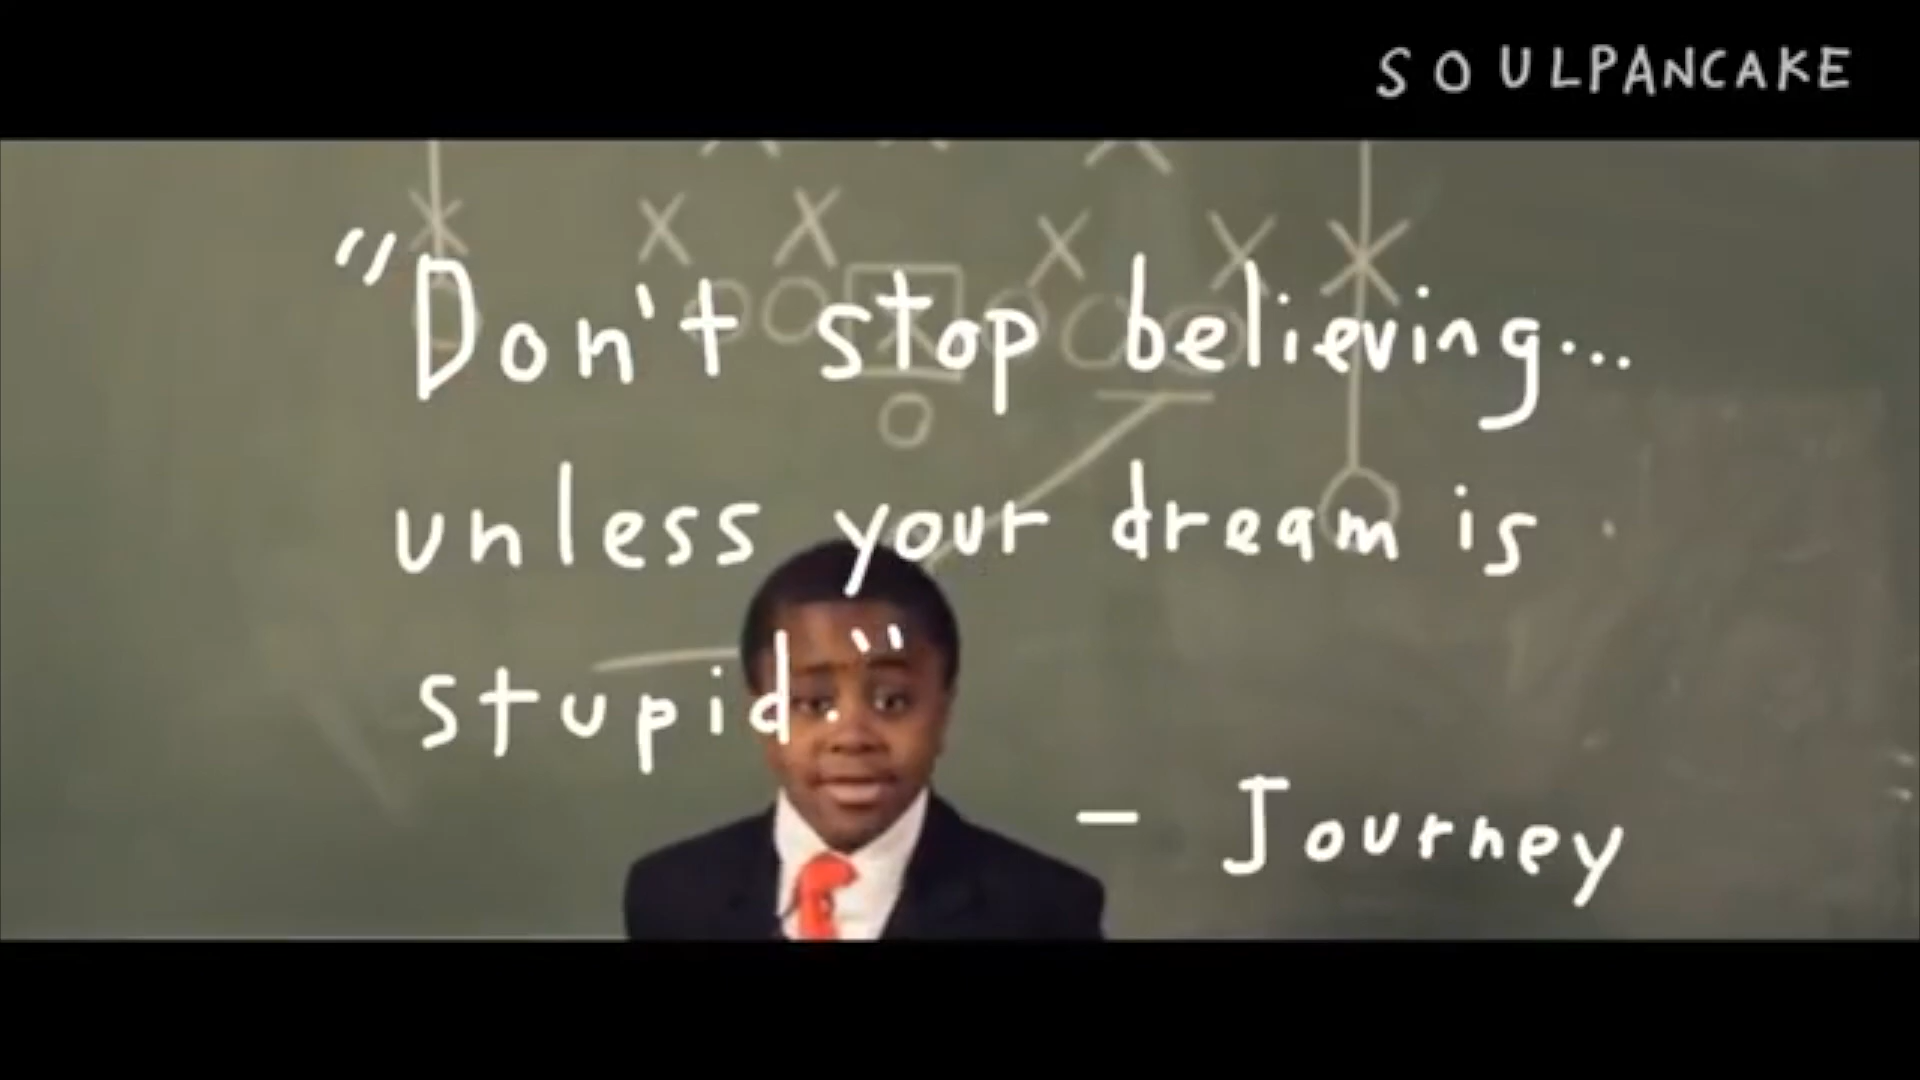 SOULPANCAKE
"Don't stop believing...
unless your dream is
stupid."
- Journey